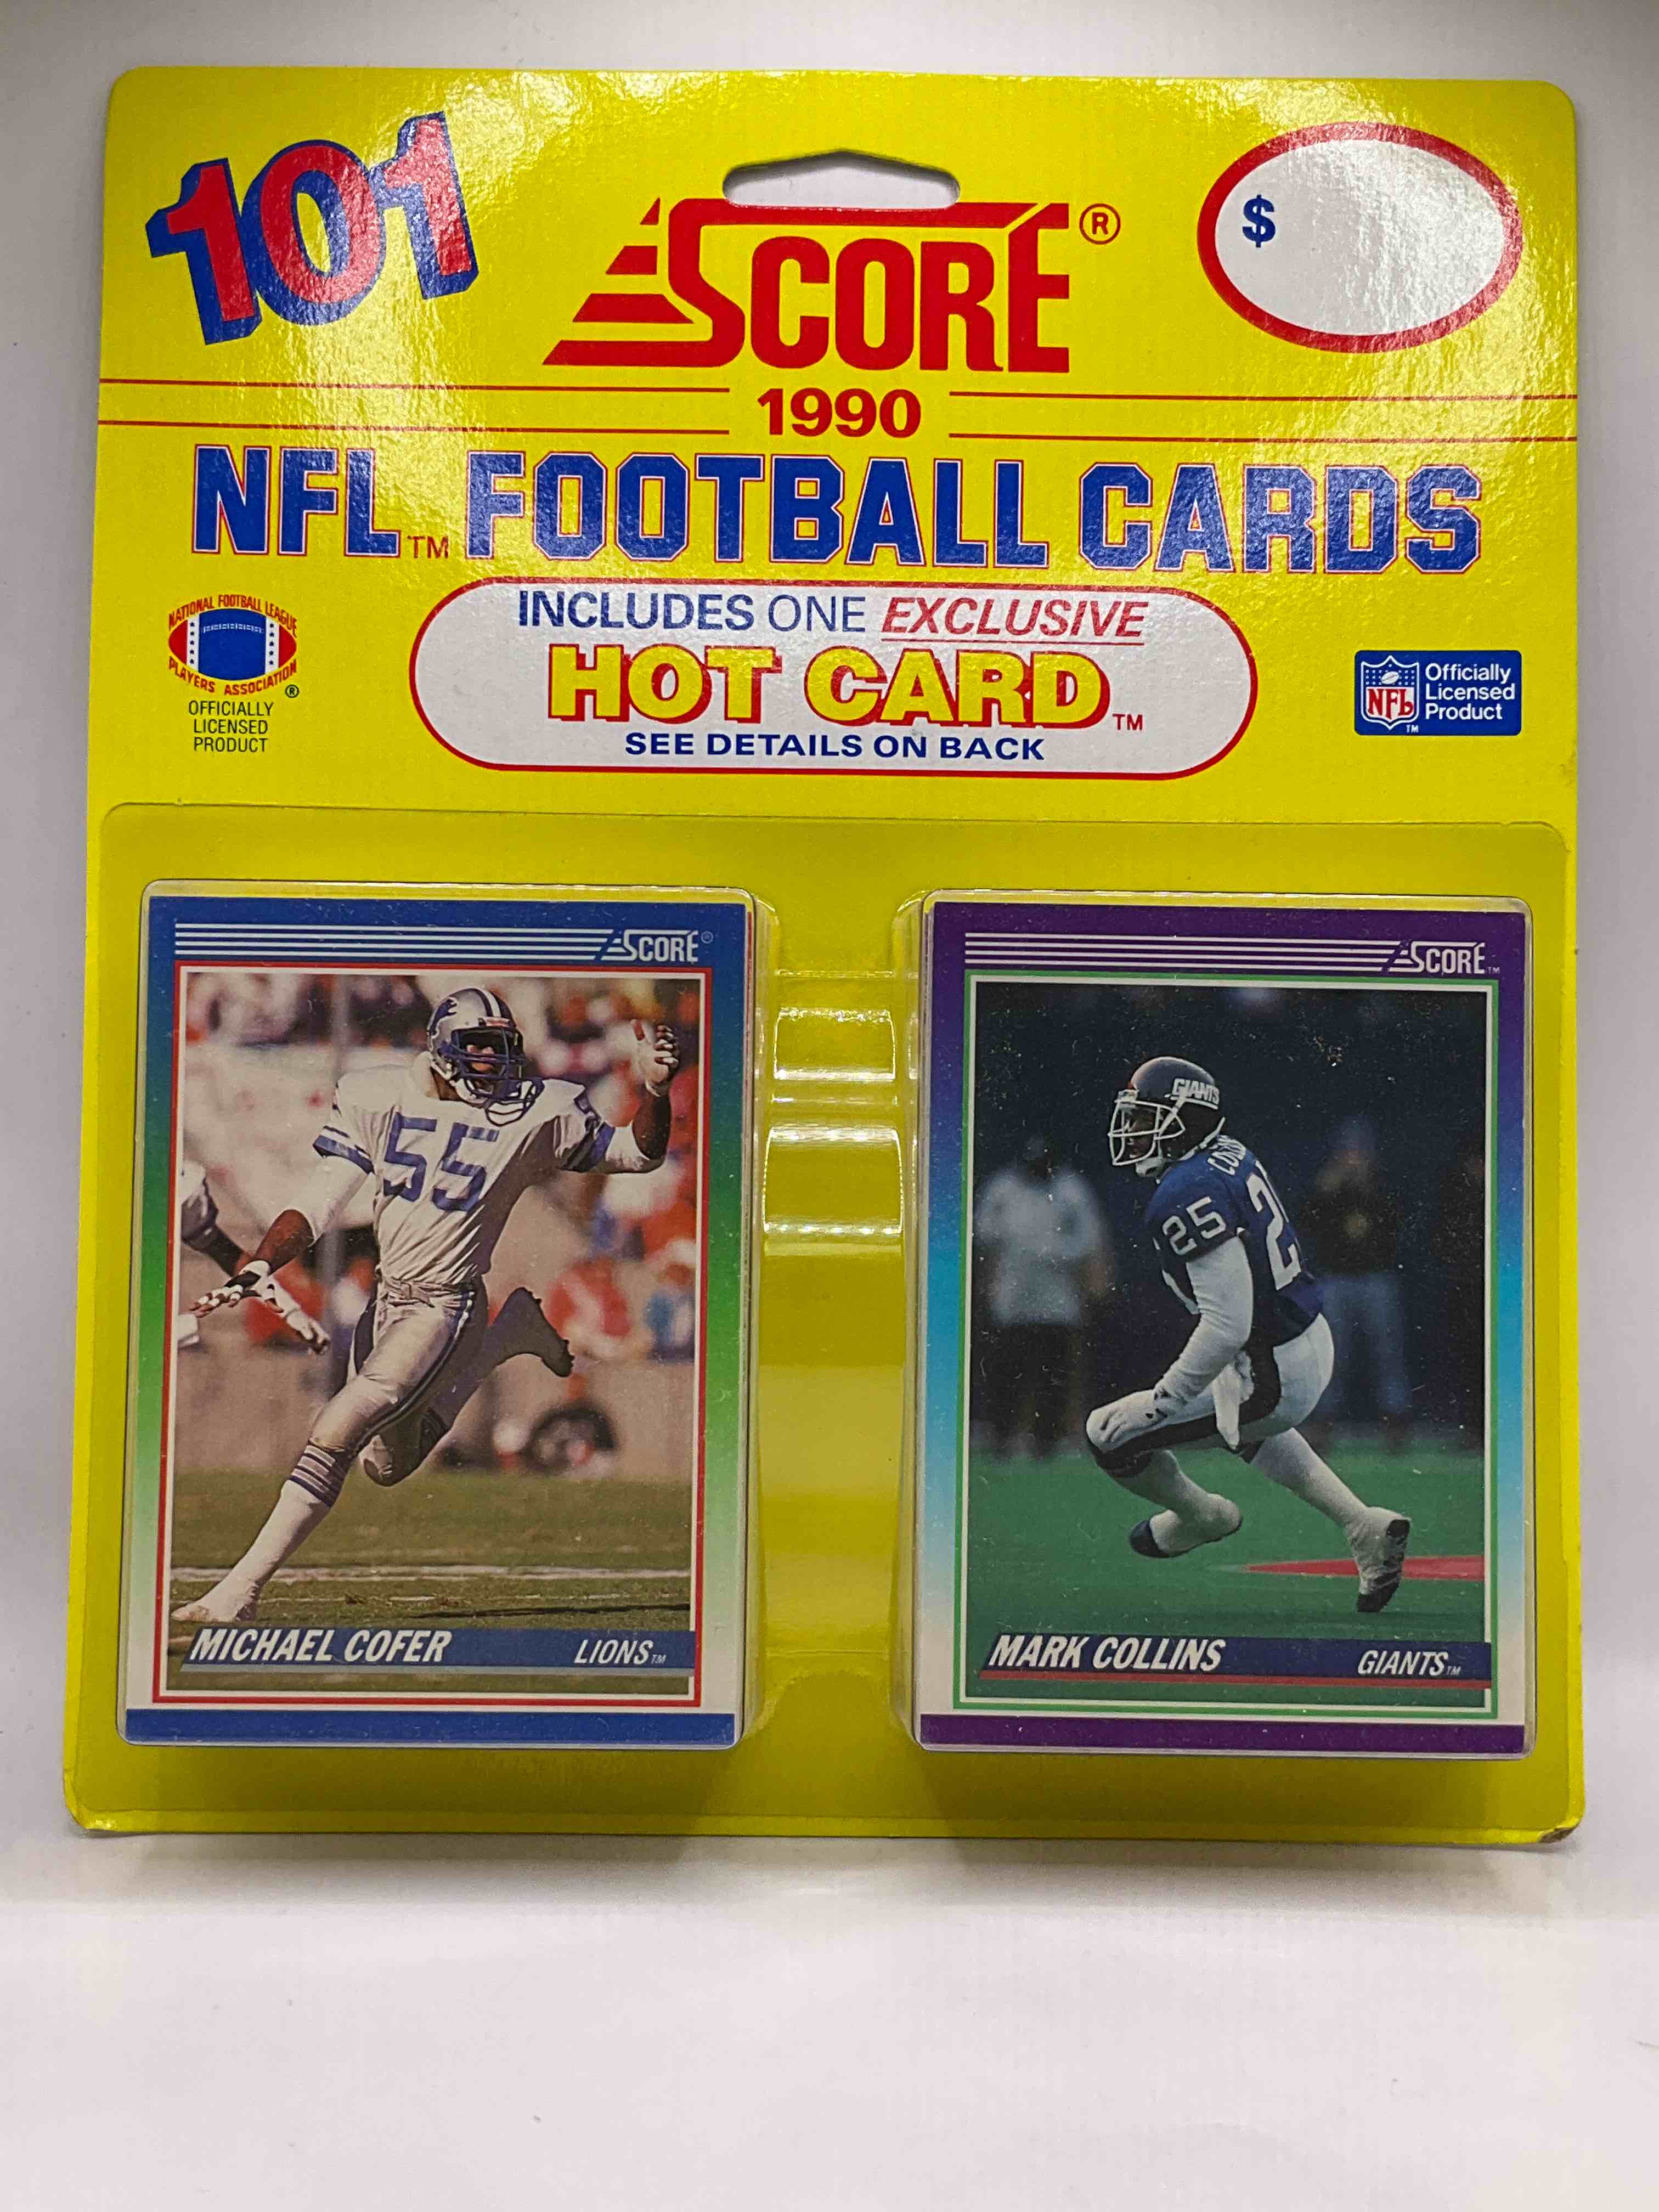 101
SCORE®
$
1990
NFL™ FOOTBALL CARDS
INCLUDES ONE EXCLUSIVE
HOT CARD™
SEE DETAILS ON BACK
NATIONAL FOOTBALL LEAGUE
PLAYERS ASSOCIATION®
OFFICIALLY
LICENSED
PRODUCT
NFL
Officially
Licensed
Product
™
SCORE®
55
MICHAEL COFER LIONS™
SCORE™
GIANTS
25
MARK COLLINS GIANTS™